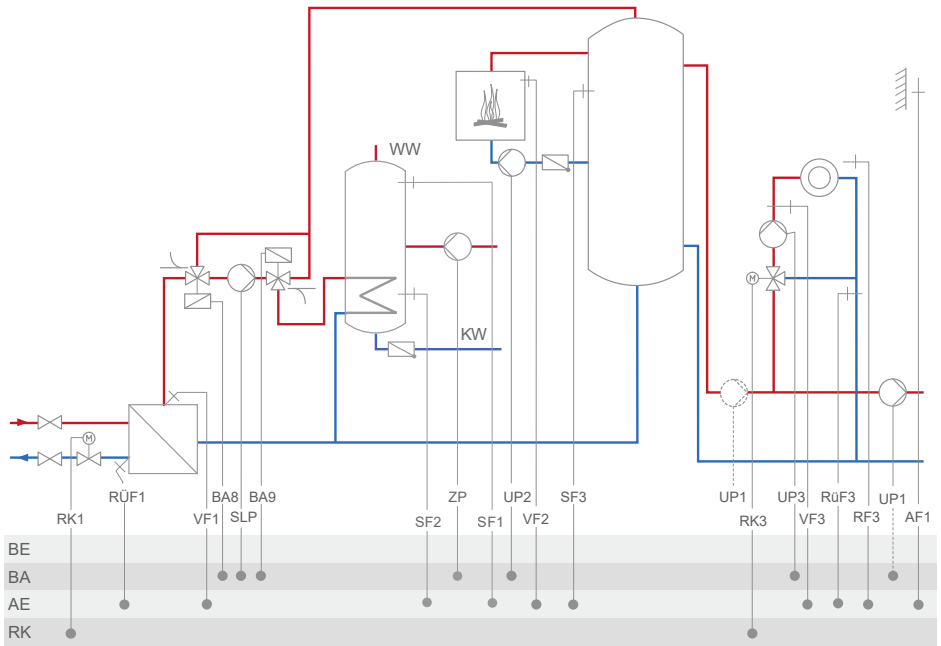 WW
KW
M
M
RÜF1
BA8
BA9
ZP
UP2
SF3
UP1
UP3
RüF3
UP1
RK1
VF1
SLP
SF2
SF1
VF2
RK3
VF3
RF3
AF1
BE
BA
AE
RK